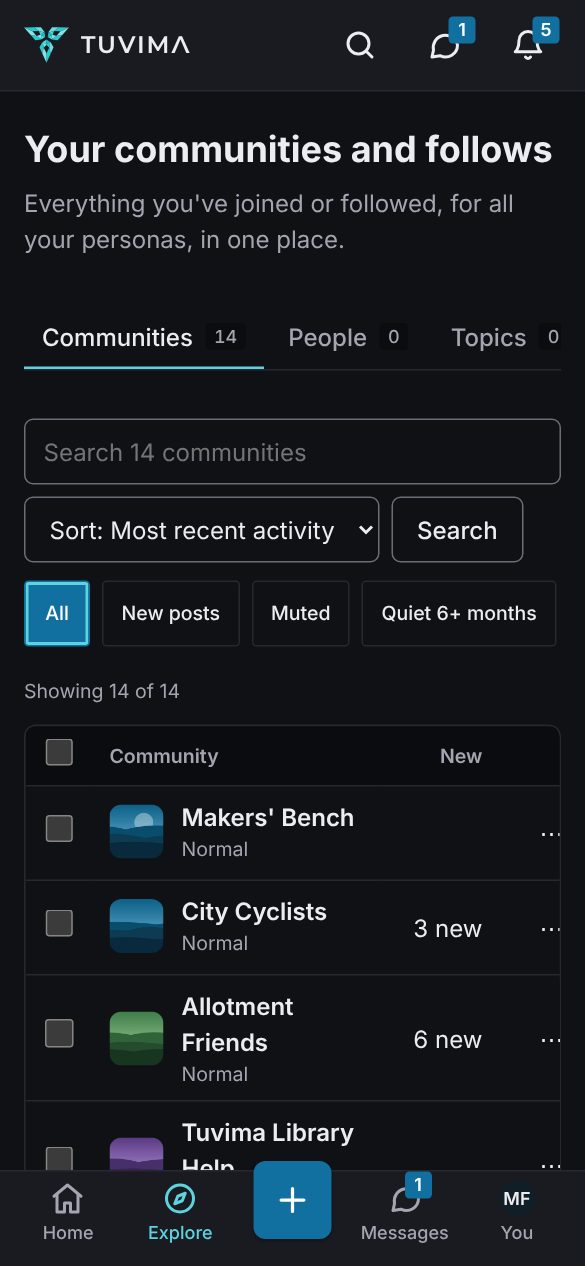 TUVIMA
1
5
Your communities and follows
Everything you've joined or followed, for all
your personas, in one place.
Communities 14 People 0 Topics 0
Search 14 communities
Sort: Most recent activity Search
All New posts Muted Quiet 6+ months
Showing 14 of 14
Community New
Makers' Bench
Normal
...
City Cyclists
Normal
3 new ...
Allotment
Friends
Normal
6 new ...
Tuvima Library
Help
...
+
1
MF
Home Explore Messages You